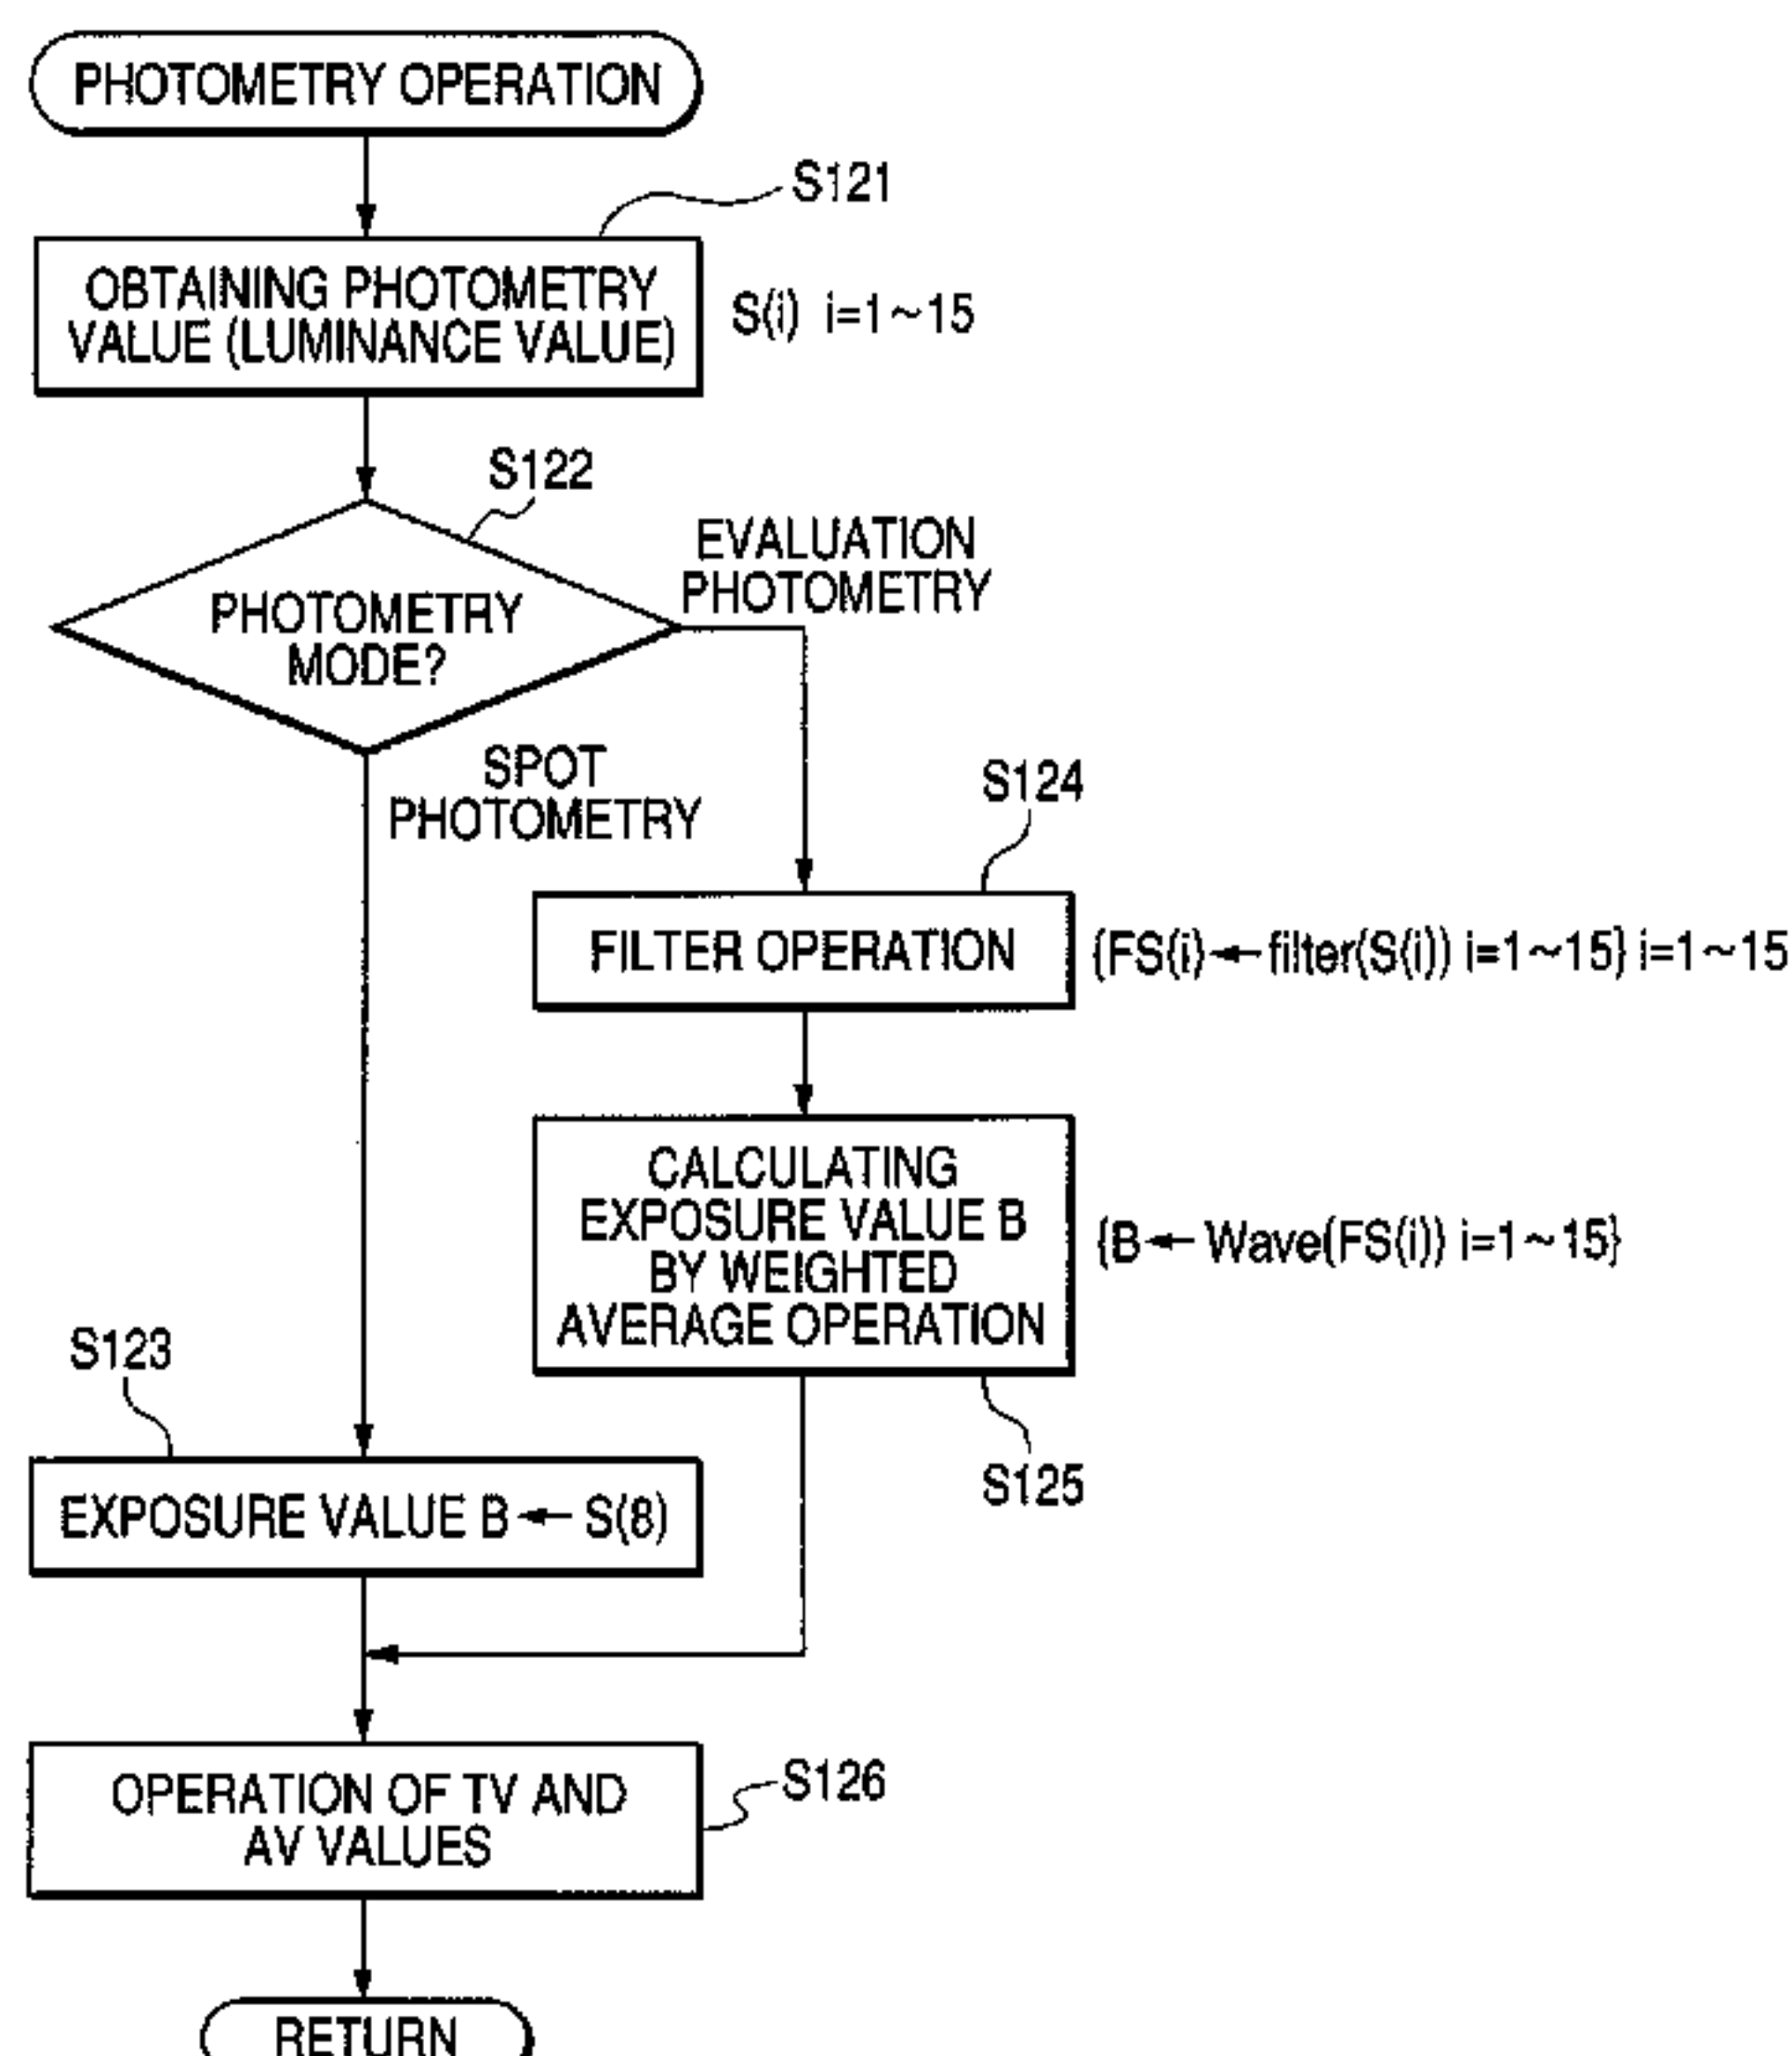 PHOTOMETRY OPERATION
S121
OBTAINING PHOTOMETRY
VALUE (LUMINANCE VALUE)
S(i) i=1~15
S122
PHOTOMETRY
MODE?
EVALUATION
PHOTOMETRY
SPOT
PHOTOMETRY
S124
FILTER OPERATION
{FS(i)←filter(S(i)) i=1~15} i=1~15
CALCULATING
EXPOSURE VALUE B
BY WEIGHTED
AVERAGE OPERATION
{B← Wave(FS(i)) i=1~15}
S125
S123
EXPOSURE VALUE B← S(8)
OPERATION OF TV AND
AV VALUES
S126
RETURN